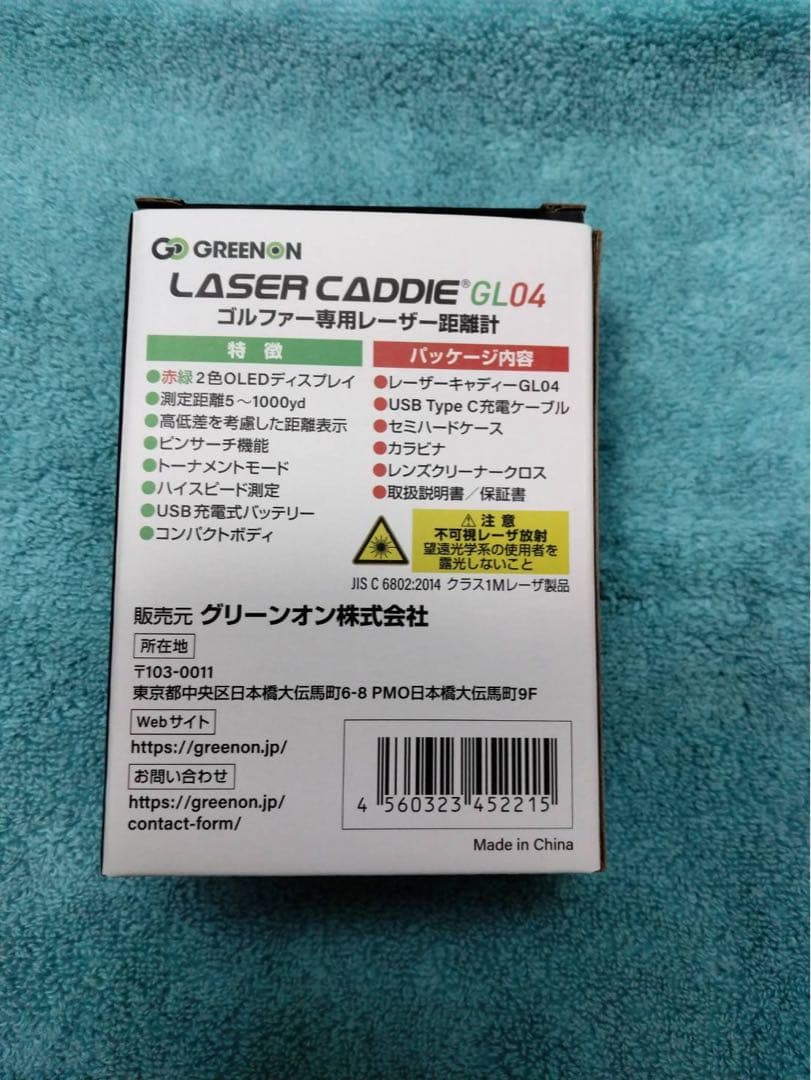 GREENON
LASER CADDIE® GL04
ゴルファー専用レーザー距離計
特徴
●赤緑2色OLEDディスプレイ
●測定距離5～1000yd
●高低差を考慮した距離表示
●ピンサーチ機能
●トーナメントモード
●ハイスピード測定
●USB充電式バッテリー
●コンパクトボディ
パッケージ内容
●レーザーキャディーGL04
●USB Type C充電ケーブル
●セミハードケース
●カラビナ
●レンズクリーナークロス
●取扱説明書／保証書
⚠注意
不可視レーザ放射
望遠光学系の使用者を
露光しないこと
JIS C 6802:2014 クラス1Mレーザ製品
販売元 グリーンオン株式会社
所在地
〒103-0011
東京都中央区日本橋大伝馬町6-8 PMO日本橋大伝馬町9F
Webサイト
https://greenon.jp/
お問い合わせ
https://greenon.jp/
contact-form/
4 560323 452215
Made in China